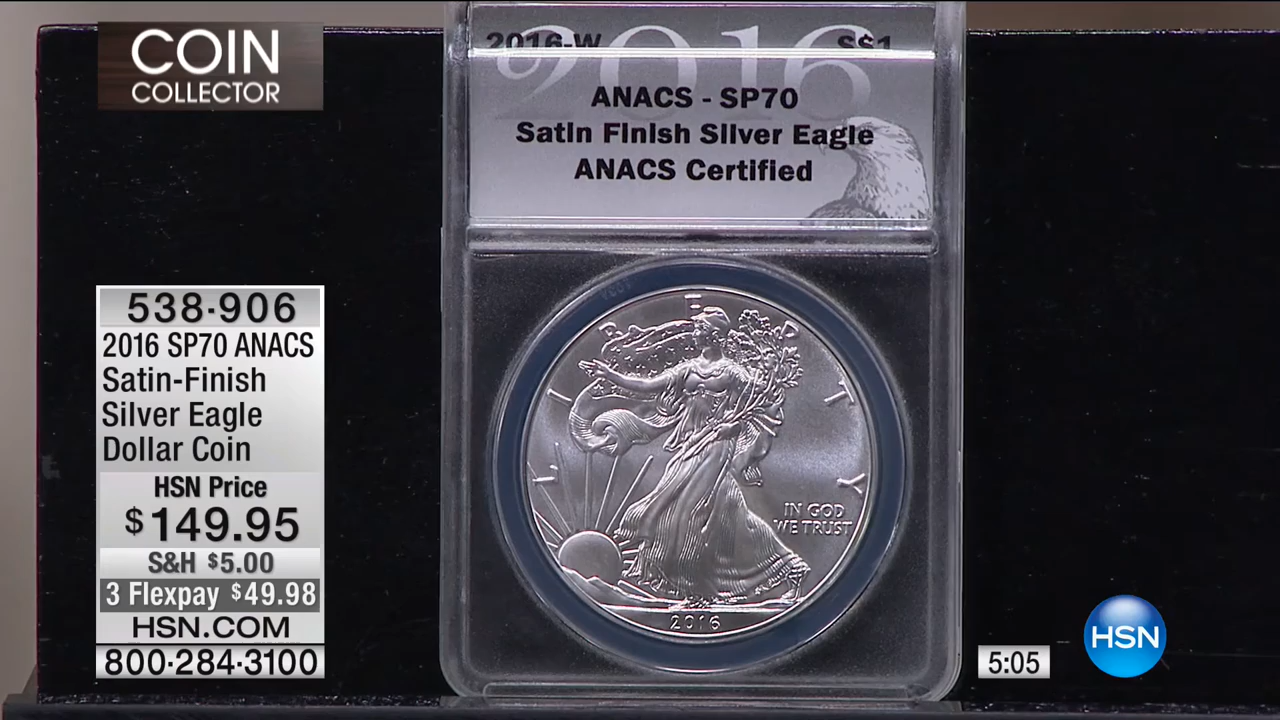 COIN
COLLECTOR
2016-W S$1
2016
ANACS - SP70
Satin Finish Silver Eagle
ANACS Certified
538-906
2016 SP70 ANACS
Satin-Finish
Silver Eagle
Dollar Coin
HSN Price
$149.95
S&H $5.00
3 Flexpay $49.98
HSN.COM
800-284-3100
LIBERTY
IN GOD
WE TRUST
2016
5:05
HSN